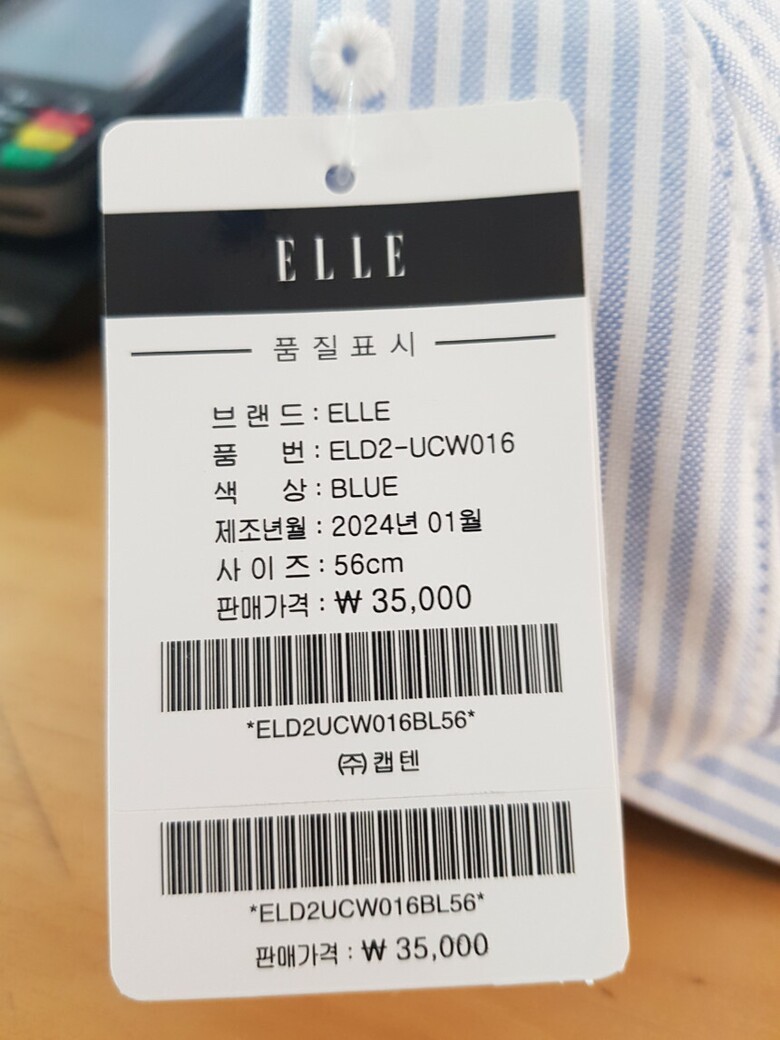 ELLE
품질표시
브랜드 : ELLE
품 번 : ELD2-UCW016
색 상 : BLUE
제조년월 : 2024년 01월
사이즈 : 56cm
판매가격 : ₩ 35,000
*ELD2UCW016BL56*
㈜캡텐
*ELD2UCW016BL56*
판매가격 : ₩ 35,000